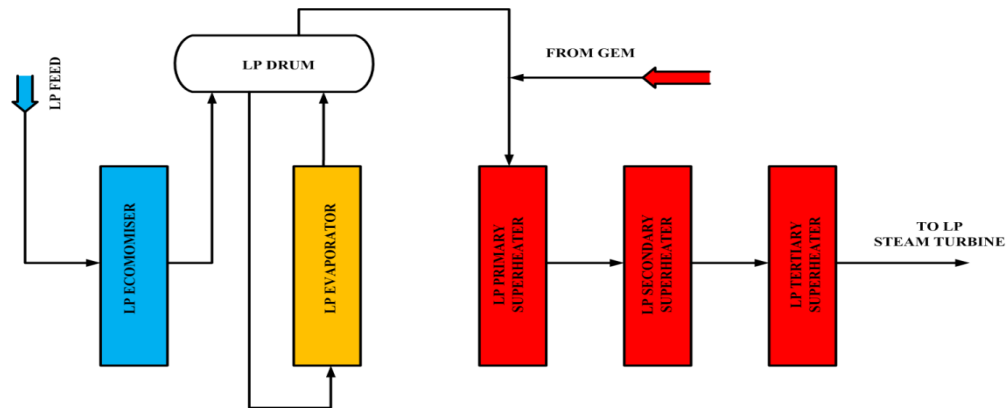 LP DRUM
FROM GEM
LP FEED
LP ECOMOMISER
LP EVAPORATOR
LP PRIMARY
SUPERHEATER
LP SECONDARY
SUPERHEATER
LP TERTIARY
SUPERHEATER
TO LP
STEAM TURBINE